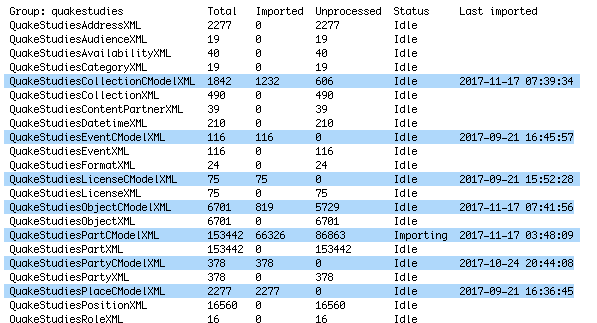 Group: quakestudies Total Imported Unprocessed Status Last imported
QuakeStudiesAddressXML 2277 0 2277 Idle
QuakeStudiesAudienceXML 19 0 19 Idle
QuakeStudiesAvailabilityXML 40 0 40 Idle
QuakeStudiesCategoryXML 19 0 19 Idle
QuakeStudiesCollectionCModelXML 1842 1232 606 Idle 2017-11-17 07:39:34
QuakeStudiesCollectionXML 490 0 490 Idle
QuakeStudiesContentPartnerXML 39 0 39 Idle
QuakeStudiesDatetimeXML 210 0 210 Idle
QuakeStudiesEventCModelXML 116 116 0 Idle 2017-09-21 16:45:57
QuakeStudiesEventXML 116 0 116 Idle
QuakeStudiesFormatXML 24 0 24 Idle
QuakeStudiesLicenseCModelXML 75 75 0 Idle 2017-09-21 15:52:28
QuakeStudiesLicenseXML 75 0 75 Idle
QuakeStudiesObjectCModelXML 6701 819 5729 Idle 2017-11-17 07:41:56
QuakeStudiesObjectXML 6701 0 6701 Idle
QuakeStudiesPartCModelXML 153442 66326 86863 Importing 2017-11-17 03:48:09
QuakeStudiesPartXML 153442 0 153442 Idle
QuakeStudiesPartyCModelXML 378 378 0 Idle 2017-10-24 20:44:08
QuakeStudiesPartyXML 378 0 378 Idle
QuakeStudiesPlaceCModelXML 2277 2277 0 Idle 2017-09-21 16:36:45
QuakeStudiesPositionXML 16560 0 16560 Idle
QuakeStudiesRoleXML 16 0 16 Idle